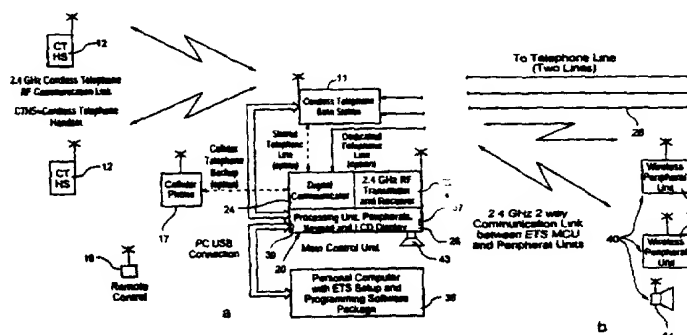 CT
HS
12
2.4 GHz Cordless Telephone
RF Communication Link
CTHS=Cordless Telephone
Handset
CT
HS
12
Cellular
Phone
17
Remote
Control
Cellular
Telephone
Backup
(option)
11
Cordless Telephone
Base Station
Shared
Telephone
Line
(option)
Dedicated
Telephone
Line
(option)
Digital
Communicator
2.4 GHz RF
Transmitter
and Receiver
24
Processing Unit, Peripherals,
Keypad and LCD Display
Main Control Unit
43
PC USB
Connection
Personal Computer
with ETS Setup and
Programming Software
Package
a
To Telephone Line
(Two Lines)
28
2.4 GHz 2 way
Communication Link
between ETS MCU
and Peripheral Units
40
Wireless
Peripheral
Unit
Wireless
Peripheral
Unit
b